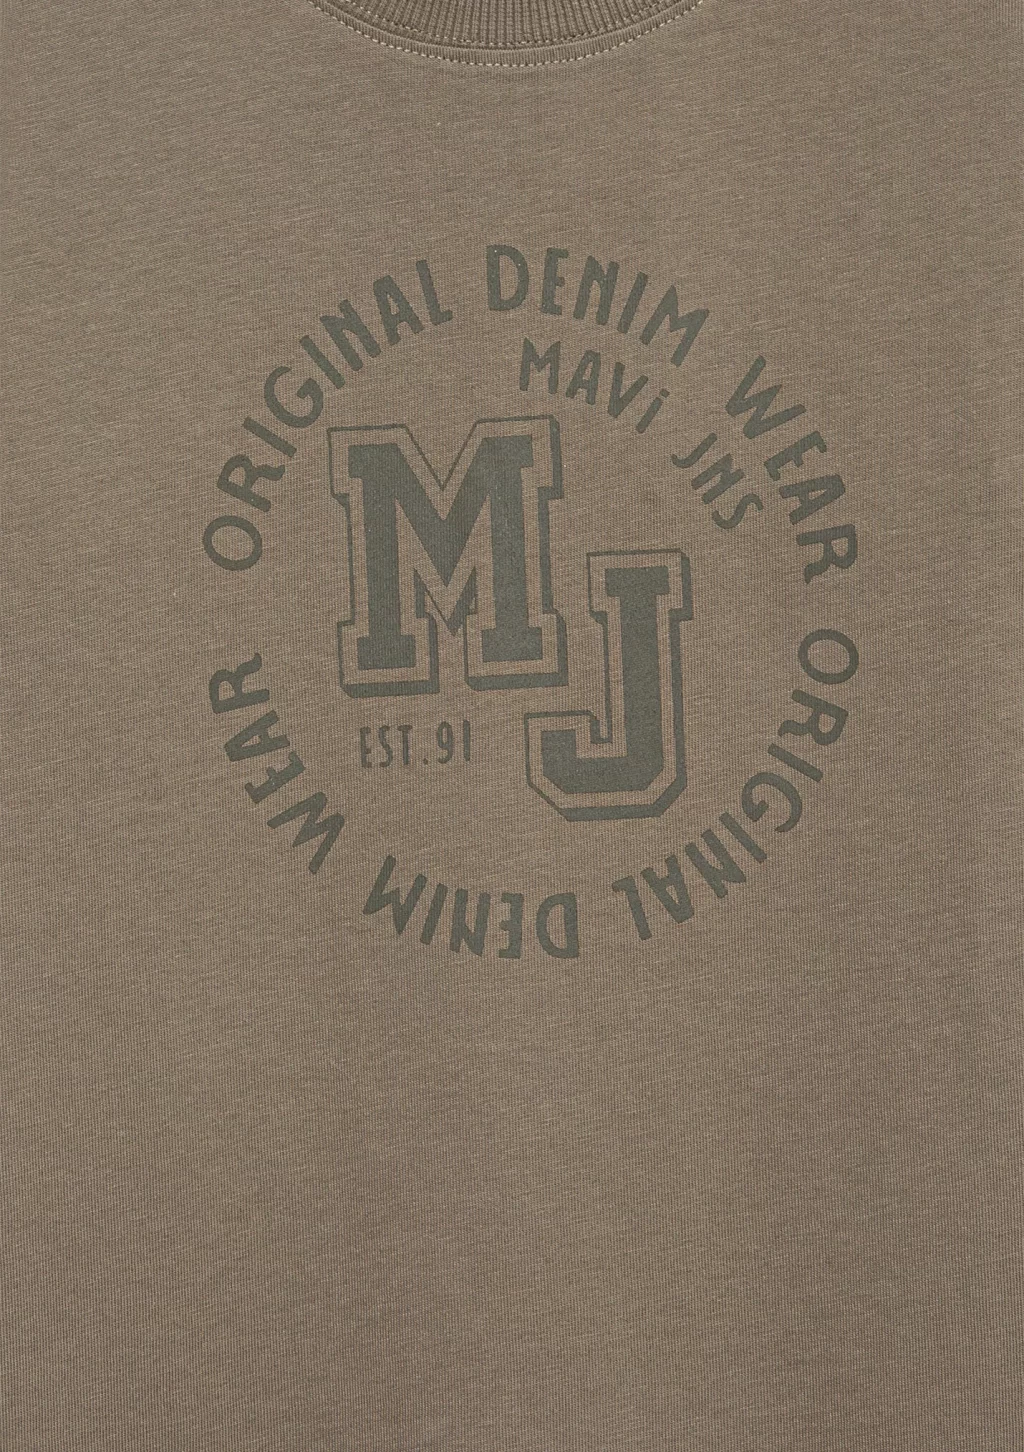 ORIGINAL DENIM WEAR ORIGINAL DENIM WEAR
MAVi JNS
MJ
EST.91